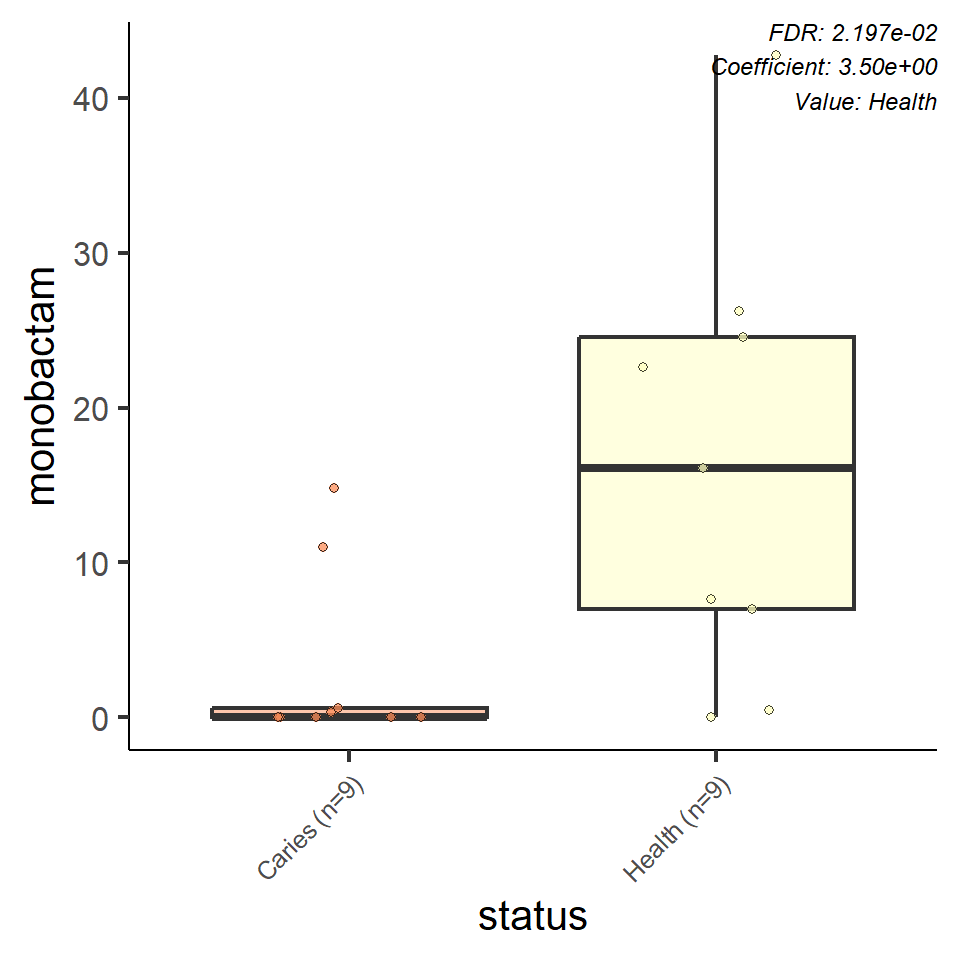 FDR: 2.197e-02
Coefficient: 3.50e+00
Value: Health
monobactam
40
30
20
10
0
Caries (n=9)
Health (n=9)
status